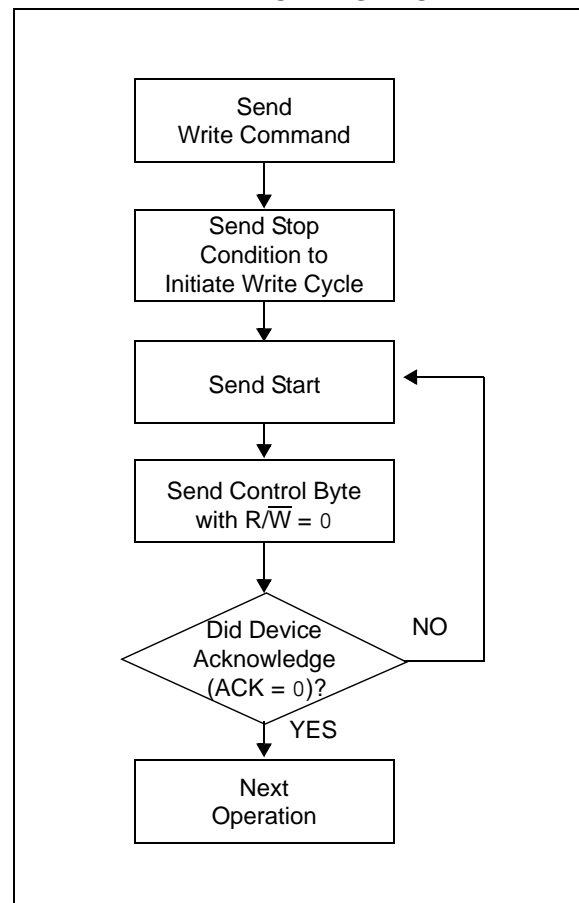 Send
Write Command
Send Stop
Condition to
Initiate Write Cycle
Send Start
Send Control Byte
with R/W̅ = 0
Did Device
Acknowledge
(ACK = 0)?
NO
YES
Next
Operation